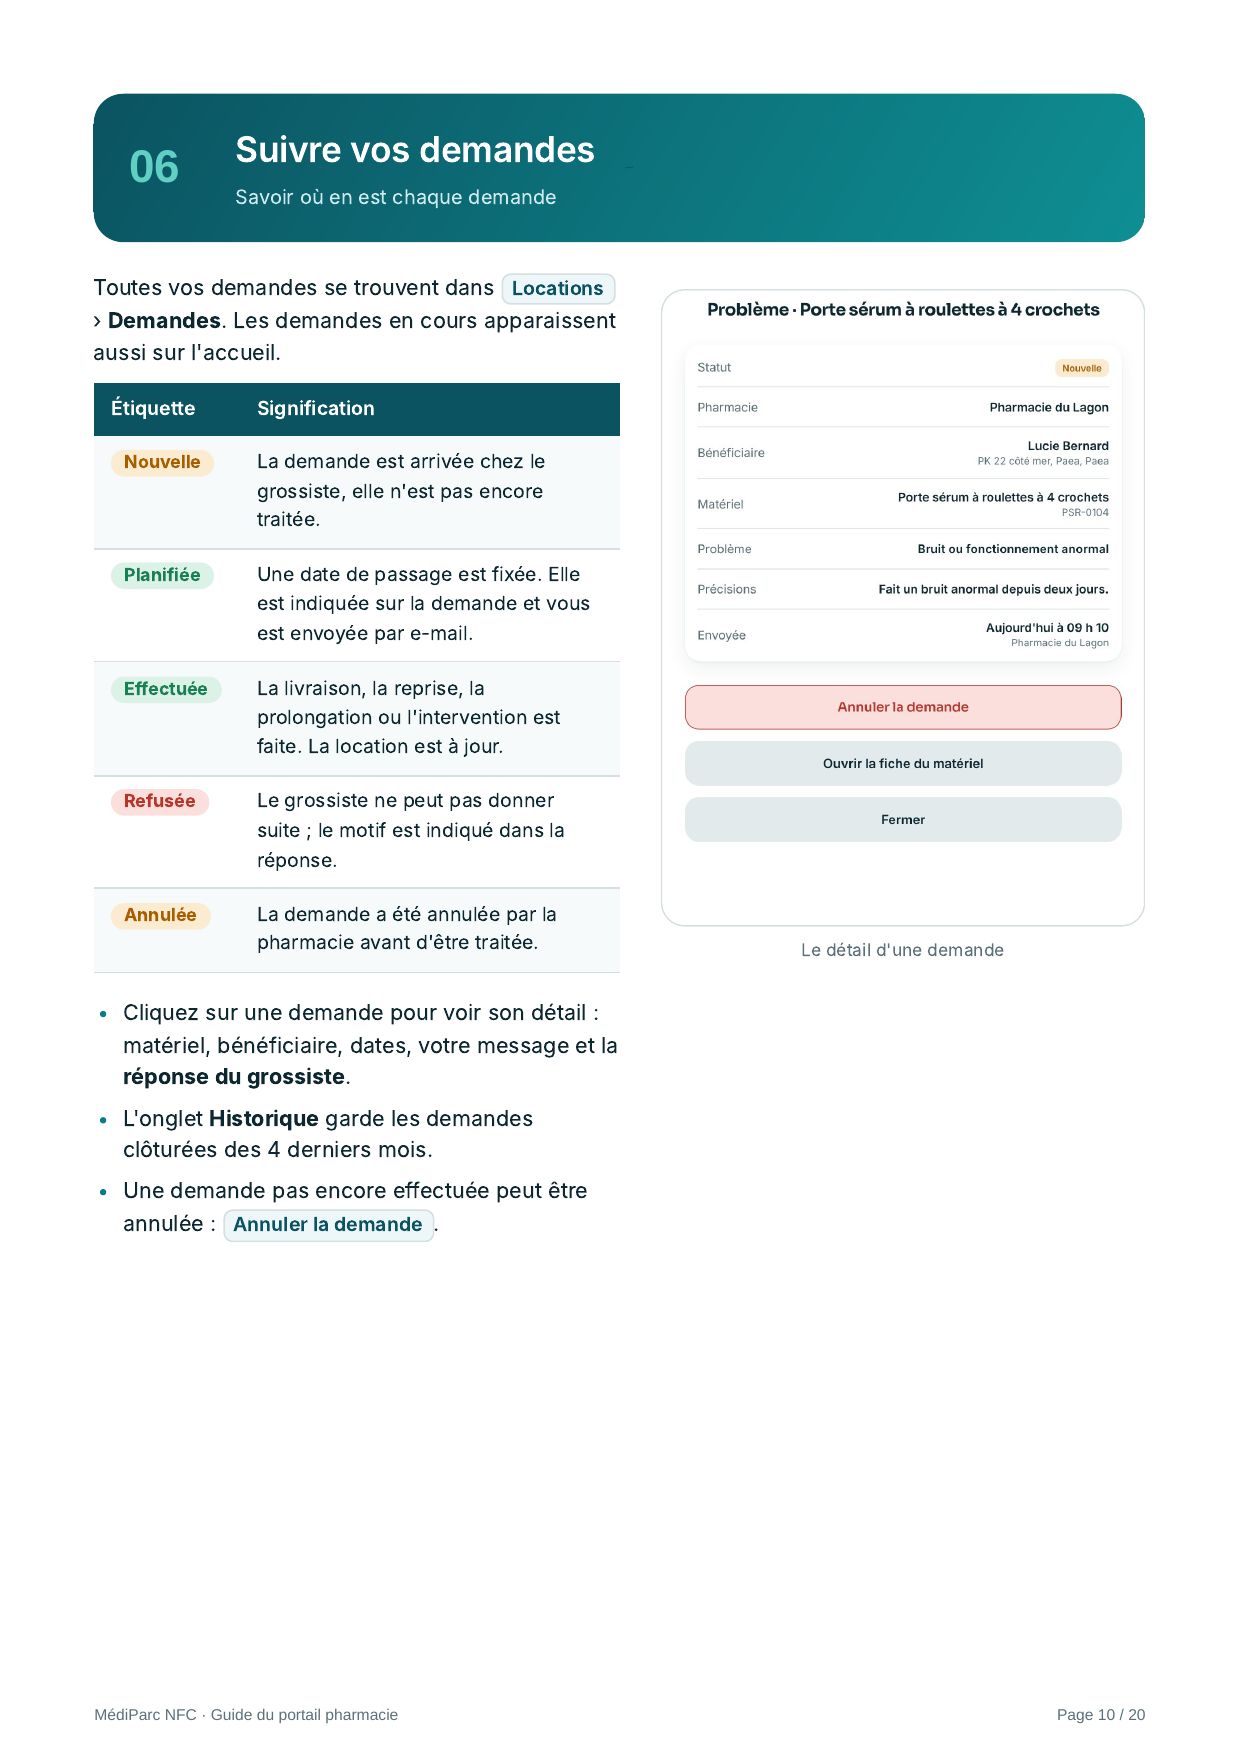 06
Suivre vos demandes
Savoir où en est chaque demande
Toutes vos demandes se trouvent dans Locations
› Demandes. Les demandes en cours apparaissent
aussi sur l'accueil.
Étiquette Signification
Nouvelle La demande est arrivée chez le
grossiste, elle n'est pas encore
traitée.
Planifiée Une date de passage est fixée. Elle
est indiquée sur la demande et vous
est envoyée par e-mail.
Effectuée La livraison, la reprise, la
prolongation ou l'intervention est
faite. La location est à jour.
Refusée Le grossiste ne peut pas donner
suite ; le motif est indiqué dans la
réponse.
Annulée La demande a été annulée par la
pharmacie avant d'être traitée.
• Cliquez sur une demande pour voir son détail :
matériel, bénéficiaire, dates, votre message et la
réponse du grossiste.
• L'onglet Historique garde les demandes
clôturées des 4 derniers mois.
• Une demande pas encore effectuée peut être
annulée : Annuler la demande.
Problème · Porte sérum à roulettes à 4 crochets
Statut Nouvelle
Pharmacie Pharmacie du Lagon
Bénéficiaire Lucie Bernard
PK 22 côté mer, Paea, Paea
Matériel Porte sérum à roulettes à 4 crochets
PSR-0104
Problème Bruit ou fonctionnement anormal
Précisions Fait un bruit anormal depuis deux jours.
Envoyée Aujourd'hui à 09 h 10
Pharmacie du Lagon
Annuler la demande
Ouvrir la fiche du matériel
Fermer
Le détail d'une demande
MédiParc NFC · Guide du portail pharmacie Page 10 / 20